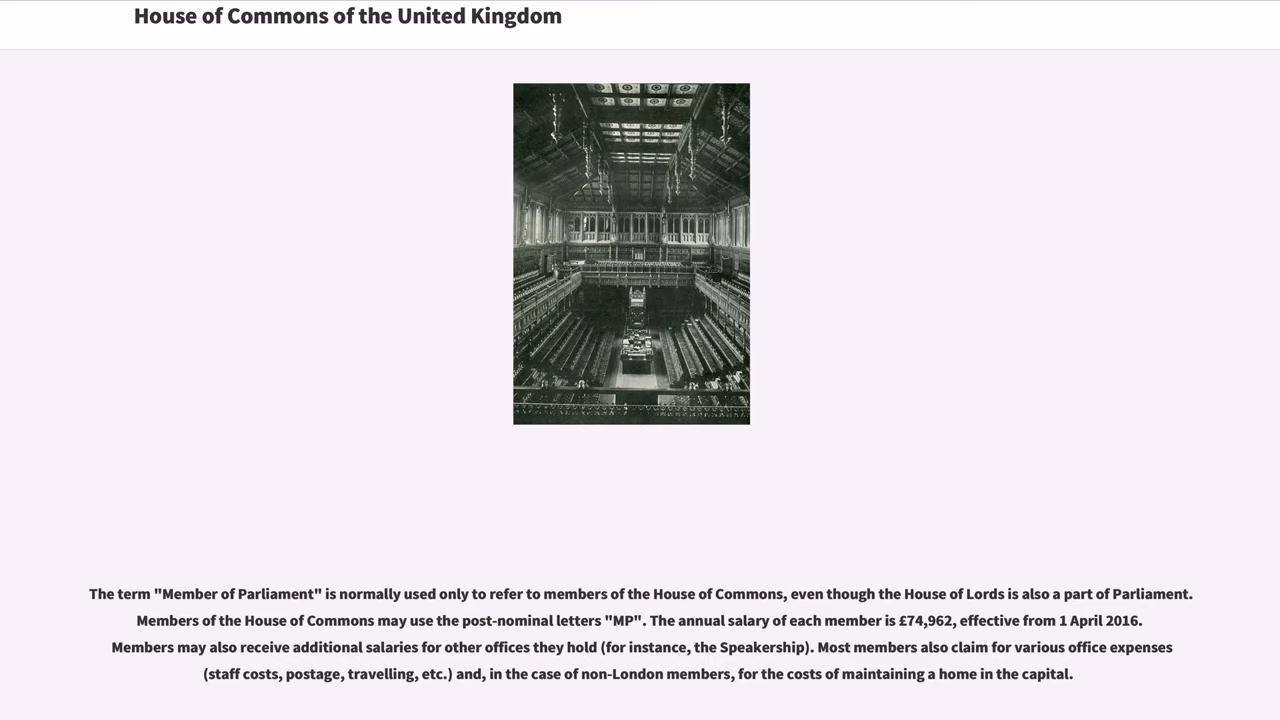 House of Commons of the United Kingdom
The term "Member of Parliament" is normally used only to refer to members of the House of Commons, even though the House of Lords is also a part of Parliament.
Members of the House of Commons may use the post-nominal letters "MP". The annual salary of each member is £74,962, effective from 1 April 2016.
Members may also receive additional salaries for other offices they hold (for instance, the Speakership). Most members also claim for various office expenses
(staff costs, postage, travelling, etc.) and, in the case of non-London members, for the costs of maintaining a home in the capital.